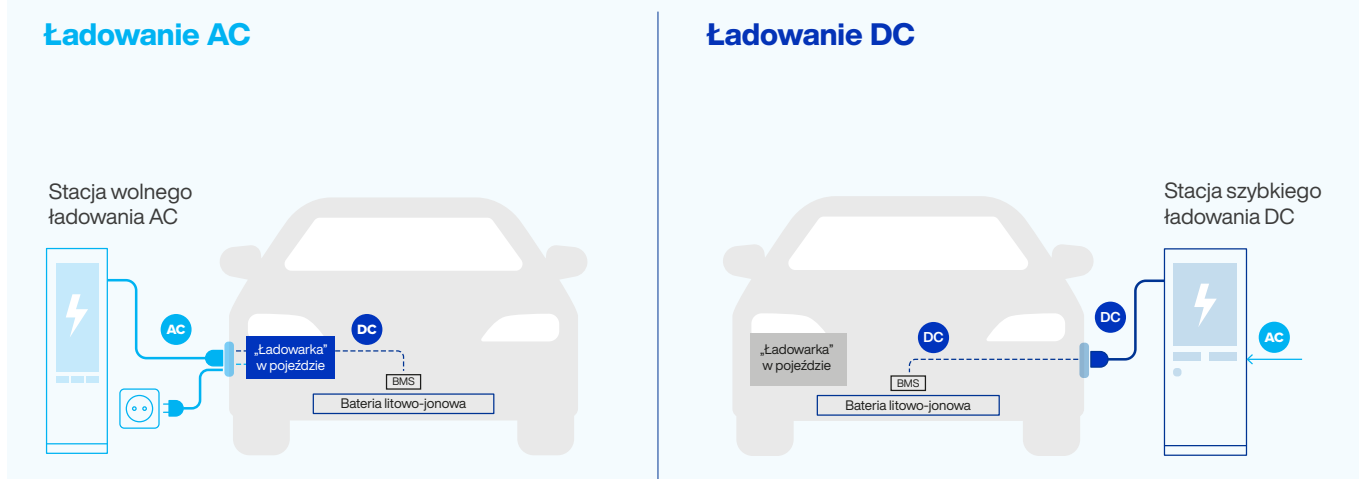 Ładowanie AC
Stacja wolnego
ładowania AC
AC
DC
„Ładowarka”
w pojeździe
BMS
Bateria litowo-jonowa
Ładowanie DC
Stacja szybkiego
ładowania DC
„Ładowarka”
w pojeździe
DC
DC
AC
BMS
Bateria litowo-jonowa